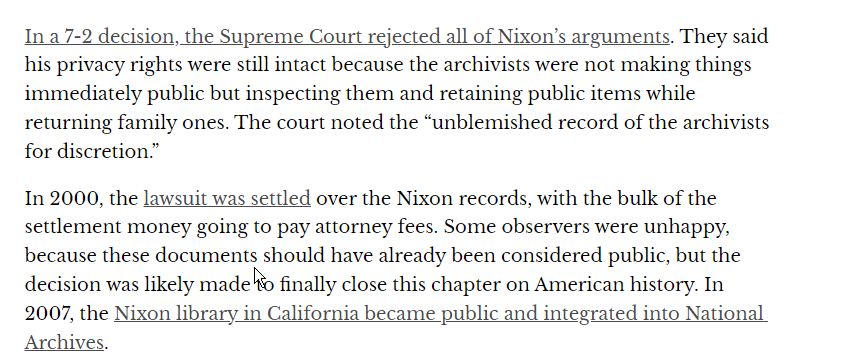 In a 7-2 decision, the Supreme Court rejected all of Nixon’s arguments. They said
his privacy rights were still intact because the archivists were not making things
immediately public but inspecting them and retaining public items while
returning family ones. The court noted the “unblemished record of the archivists
for discretion.”
In 2000, the lawsuit was settled over the Nixon records, with the bulk of the
settlement money going to pay attorney fees. Some observers were unhappy,
because these documents should have already been considered public, but the
decision was likely made to finally close this chapter on American history. In
2007, the Nixon library in California became public and integrated into National
Archives.